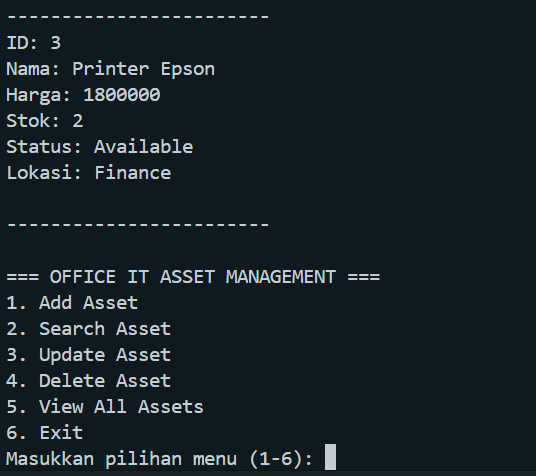 ------------------------
ID: 3
Nama: Printer Epson
Harga: 1800000
Stok: 2
Status: Available
Lokasi: Finance
------------------------
=== OFFICE IT ASSET MANAGEMENT ===
1. Add Asset
2. Search Asset
3. Update Asset
4. Delete Asset
5. View All Assets
6. Exit
Masukkan pilihan menu (1-6):